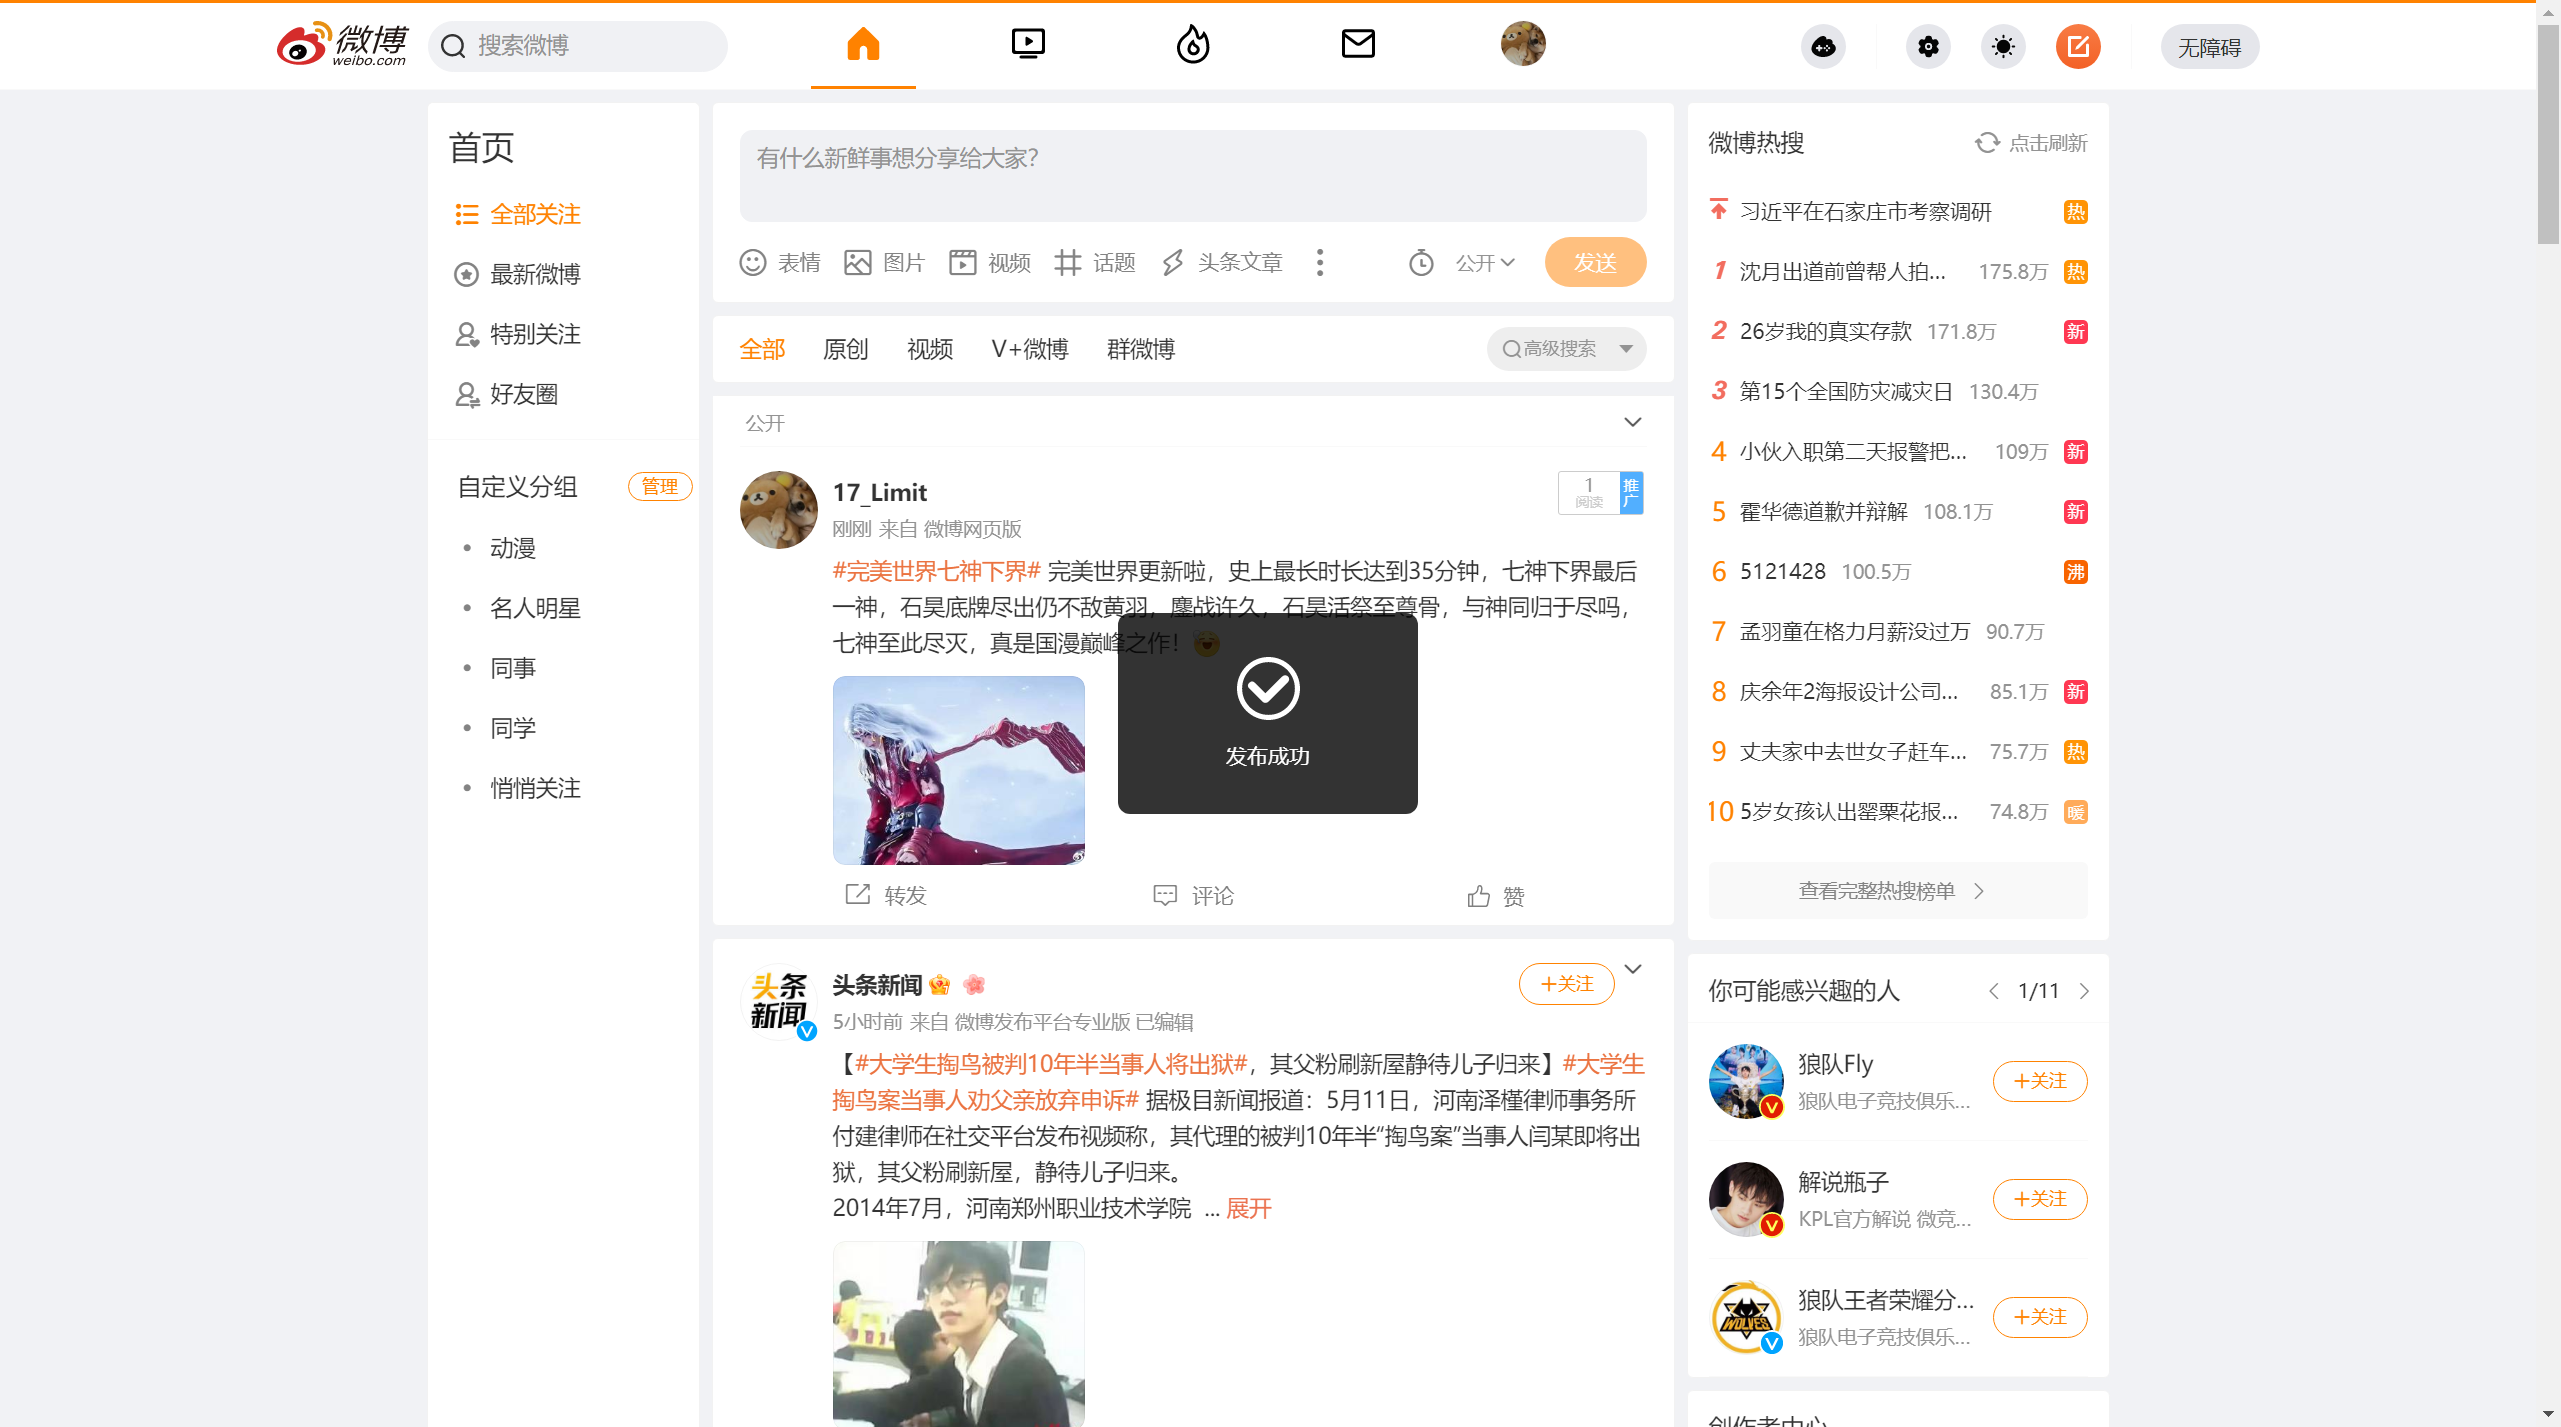 微博
weibo.com
搜索微博
无障碍
首页
全部关注
最新微博
特别关注
好友圈
自定义分组
管理
动漫
名人明星
同事
同学
悄悄关注
有什么新鲜事想分享给大家?
表情
图片
视频
话题
头条文章
公开
发送
全部
原创
视频
V+微博
群微博
高级搜索
公开
17_Limit
刚刚 来自 微博网页版
1
阅读
推广
#完美世界七神下界# 完美世界更新啦，史上最长时长达到35分钟，七神下界最后
一神，石昊底牌尽出仍不敌黄羽，鏖战许久，石昊活祭至尊骨，与神同归于尽吗，
七神至此尽灭，真是国漫巅峰之作！
发布成功
转发
评论
赞
头条
新闻
头条新闻
+关注
5小时前 来自 微博发布平台专业版 已编辑
【#大学生掏鸟被判10年半当事人将出狱#，其父粉刷新屋静待儿子归来】#大学生
掏鸟案当事人劝父亲放弃申诉# 据极目新闻报道：5月11日，河南泽槿律师事务所
付建律师在社交平台发布视频称，其代理的被判10年半“掏鸟案”当事人闫某即将出
狱，其父粉刷新屋，静待儿子归来。
2014年7月，河南郑州职业技术学院 ... 展开
微博热搜
点击刷新
习近平在石家庄市考察调研 热
1 沈月出道前曾帮人拍... 175.8万 热
2 26岁我的真实存款 171.8万 新
3 第15个全国防灾减灾日 130.4万
4 小伙入职第二天报警把... 109万 新
5 霍华德道歉并辩解 108.1万 新
6 5121428 100.5万 沸
7 孟羽童在格力月薪没过万 90.7万
8 庆余年2海报设计公司... 85.1万 新
9 丈夫家中去世女子赶车... 75.7万 热
10 5岁女孩认出罂粟花报... 74.8万 暖
查看完整热搜榜单
你可能感兴趣的人
1/11
狼队Fly
狼队电子竞技俱乐...
+关注
解说瓶子
KPL官方解说 微竞...
+关注
WOLVES
狼队王者荣耀分...
狼队电子竞技俱乐...
+关注
创作者中心